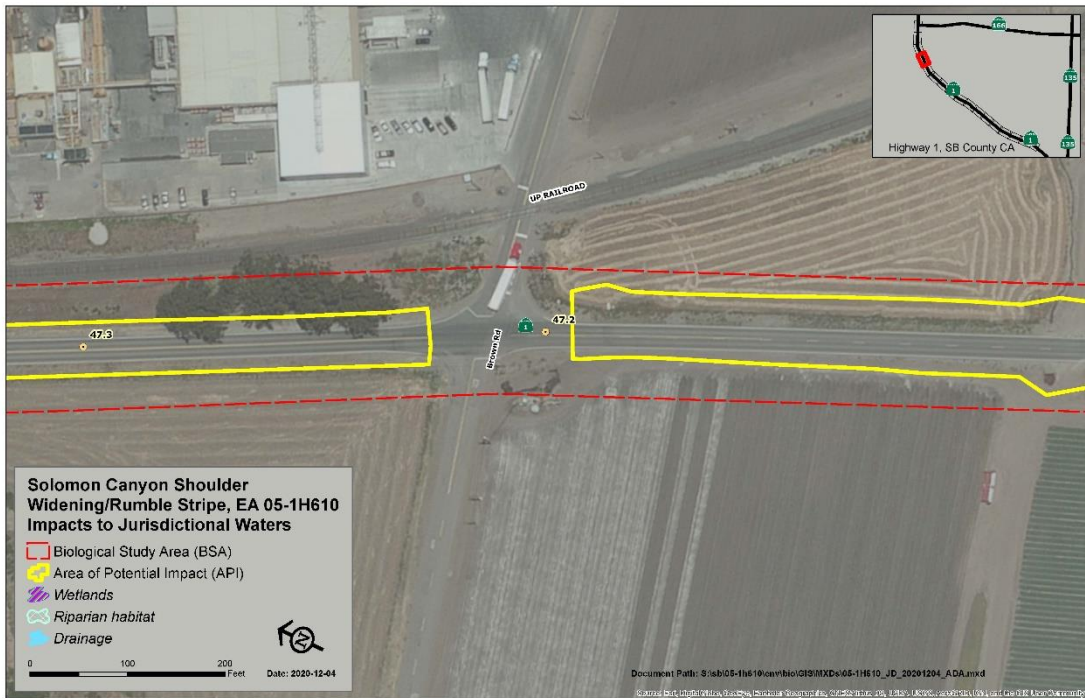 166
135
1
1
135
Highway 1, SB County CA
UP RAILROAD
47.3
1
47.2
Brown Rd
Solomon Canyon Shoulder
Widening/Rumble Stripe, EA 05-1H610
Impacts to Jurisdictional Waters
Biological Study Area (BSA)
Area of Potential Impact (API)
Wetlands
Riparian habitat
Drainage
N
0 100 200
Feet
Date: 2020-12-04
Document Path: S:\sb\05-1h610\env\bio\GIS\MXDs\05-1H610_JD_20201204_ADA.mxd